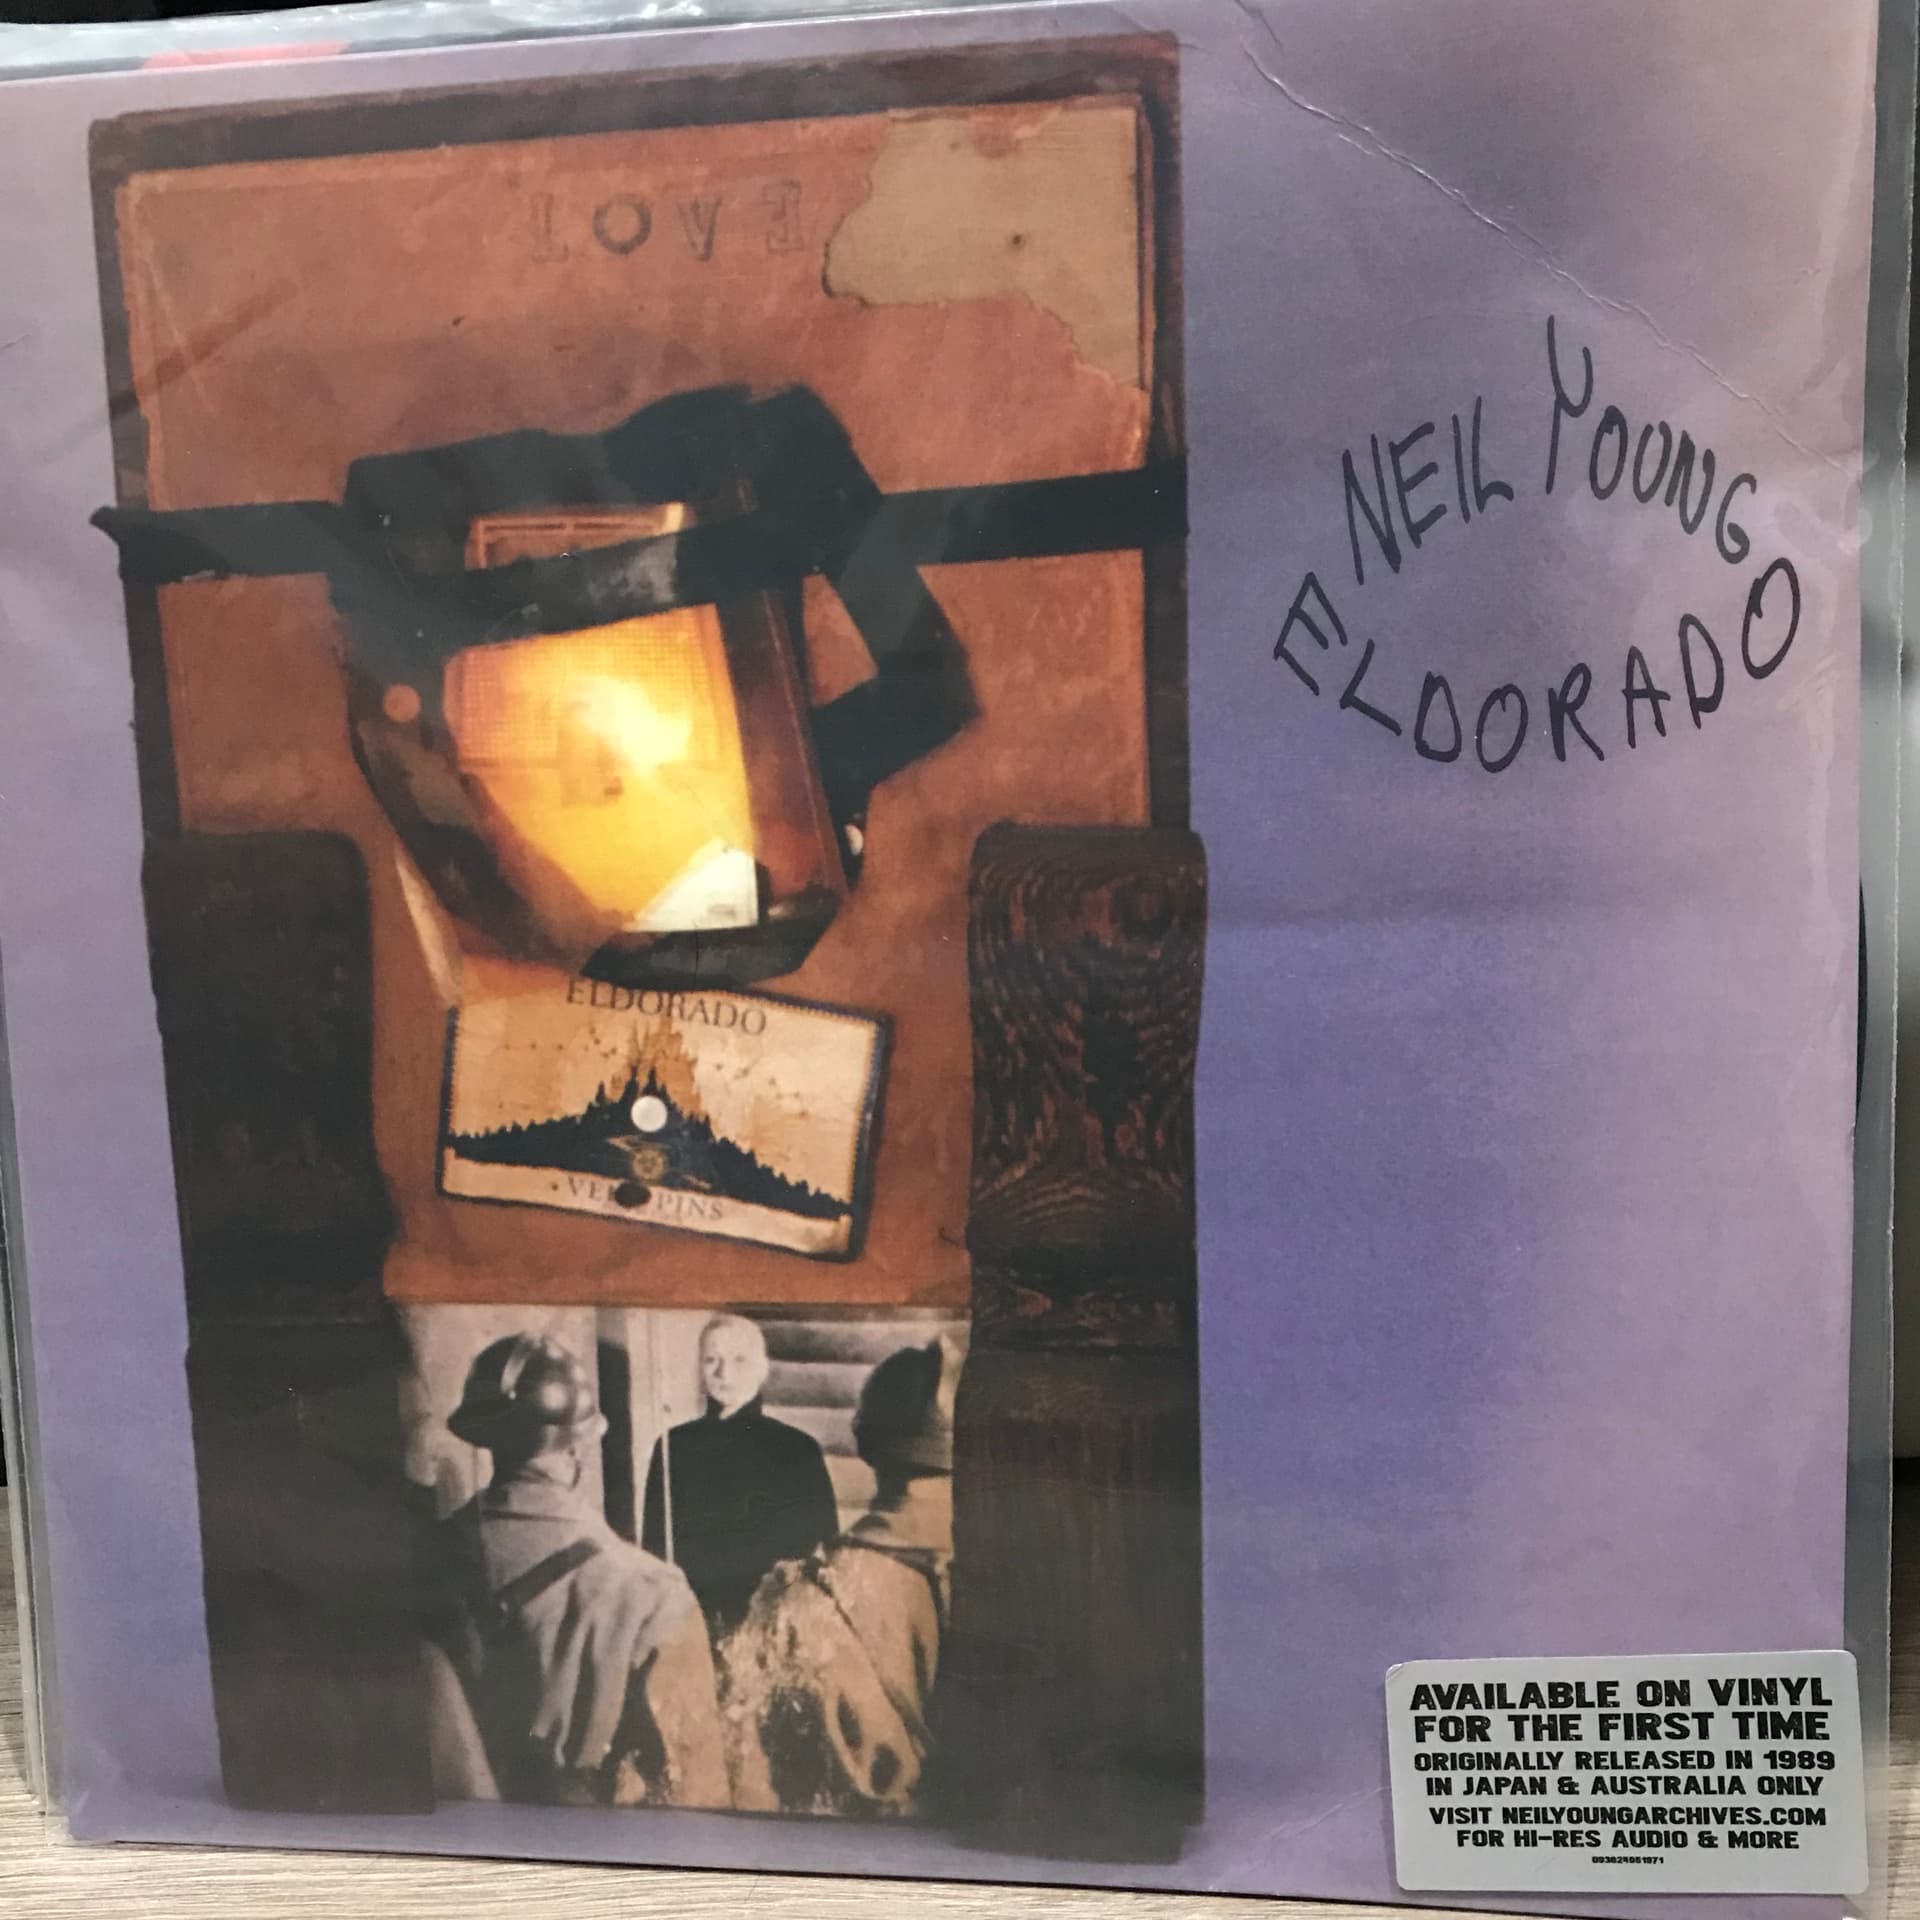 LOVE
NEIL YOUNG
ELDORADO
ELDORADO
PINS
AVAILABLE ON VINYL
FOR THE FIRST TIME
ORIGINALLY RELEASED IN 1989
IN JAPAN & AUSTRALIA ONLY
VISIT NEILYOUNGARCHIVES.COM
FOR HI-RES AUDIO & MORE